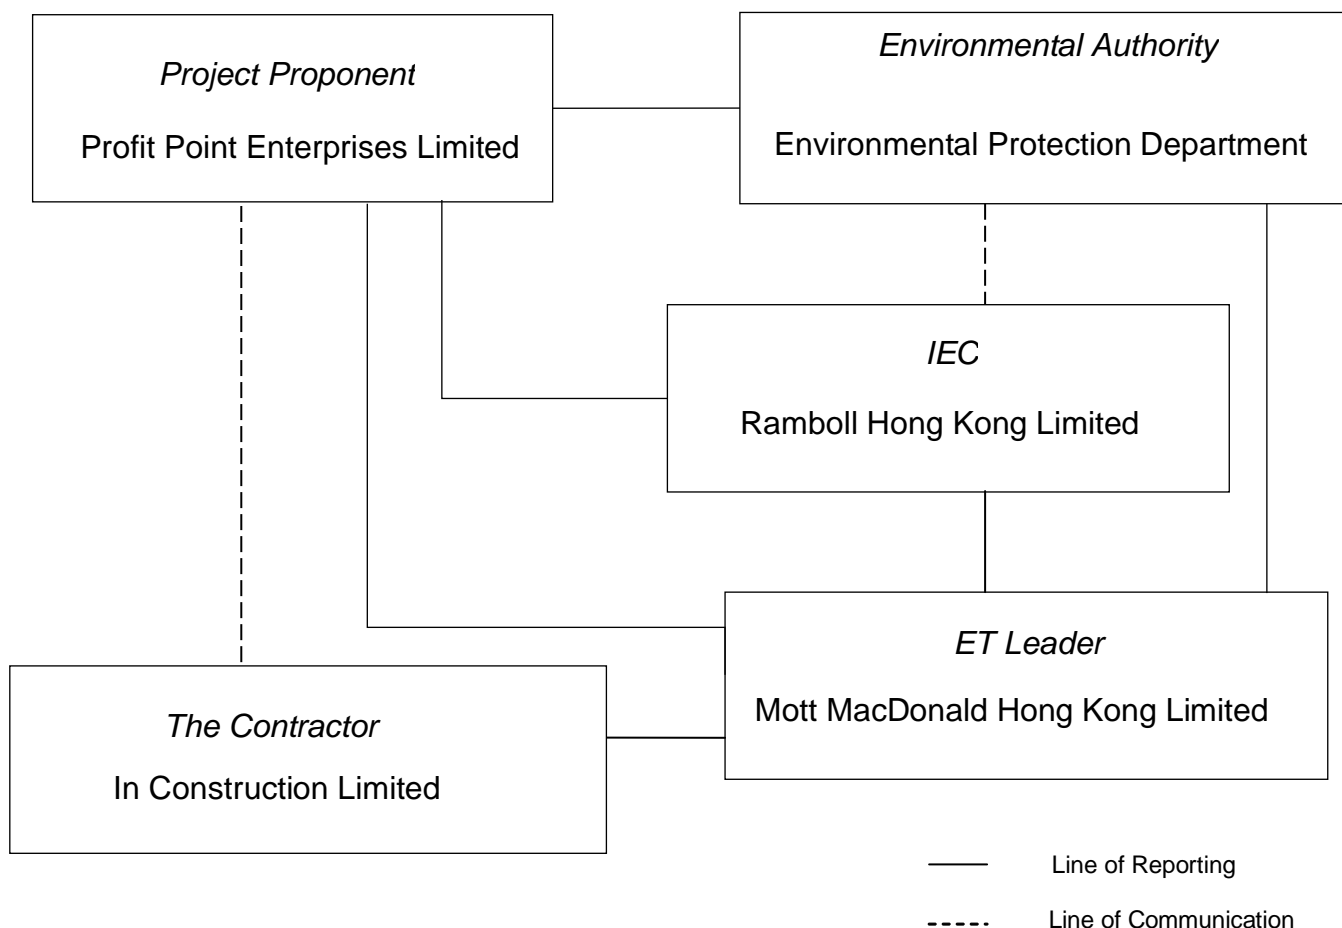 Project Proponent
Profit Point Enterprises Limited
Environmental Authority
Environmental Protection Department
IEC
Ramboll Hong Kong Limited
ET Leader
Mott MacDonald Hong Kong Limited
The Contractor
In Construction Limited
Line of Reporting
Line of Communication